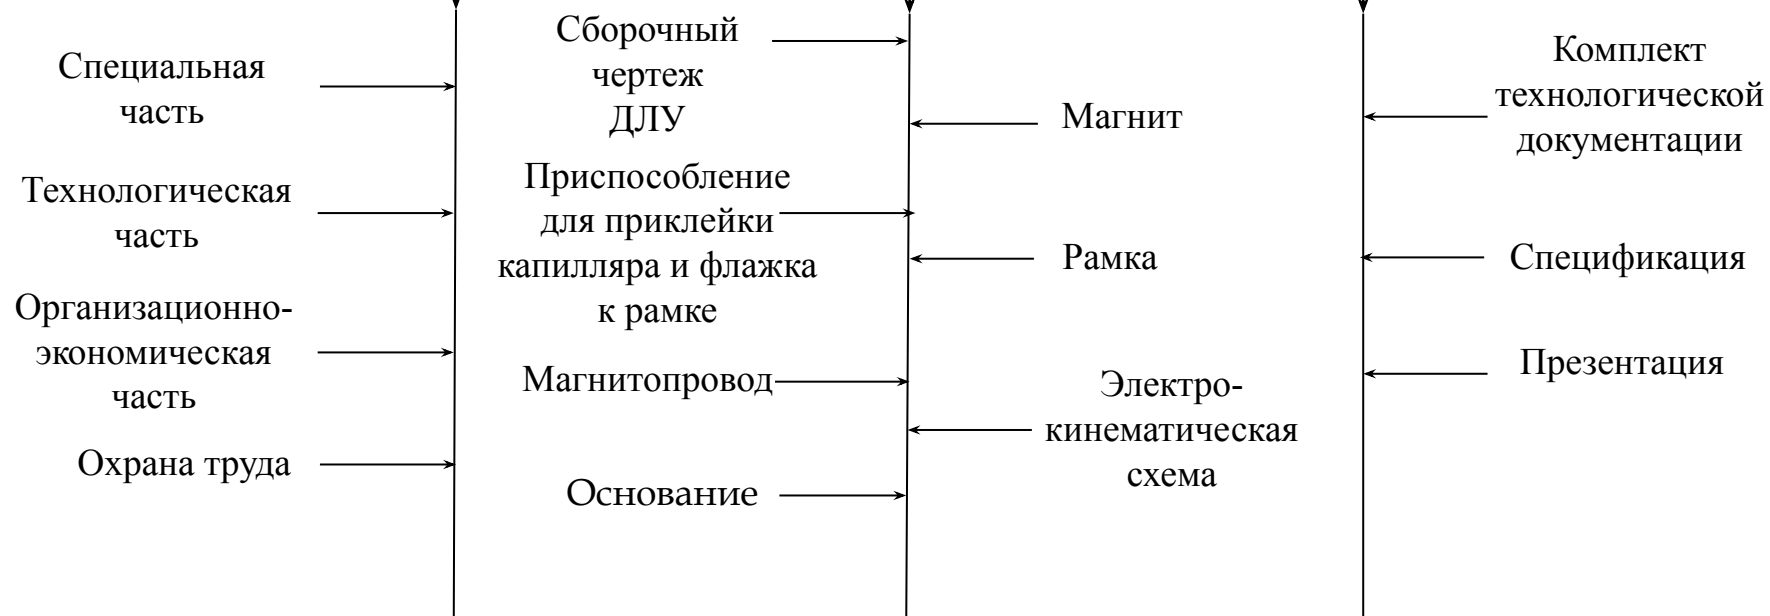 Специальная
часть
Технологическая
часть
Организационно-
экономическая
часть
Охрана труда
Сборочный
чертеж
ДЛУ
Приспособление
для приклейки
капилляра и флажка
к рамке
Магнитопровод
Основание
Магнит
Рамка
Электро-
кинематическая
схема
Комплект
технологической
документации
Спецификация
Презентация